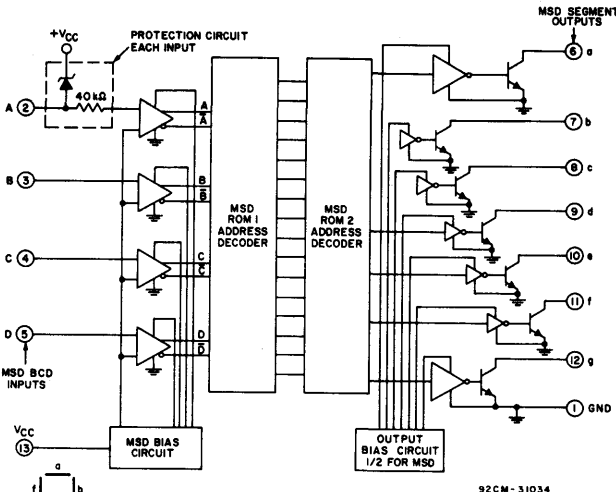 MSD SEGMENT
OUTPUTS
+VCC
PROTECTION CIRCUIT
EACH INPUT
6 a
40kΩ
A 2
A
A̅
7 b
B 3
B
B̅
8 c
MSD
ROM 1
ADDRESS
DECODER
MSD
ROM 2
ADDRESS
DECODER
9 d
C 4
C
C̅
10 e
11 f
D 5
D
D̅
12 g
MSD BCD
INPUTS
1 GND
VCC
13
MSD BIAS
CIRCUIT
OUTPUT
BIAS CIRCUIT
1/2 FOR MSD
a
f b
92CM-31034